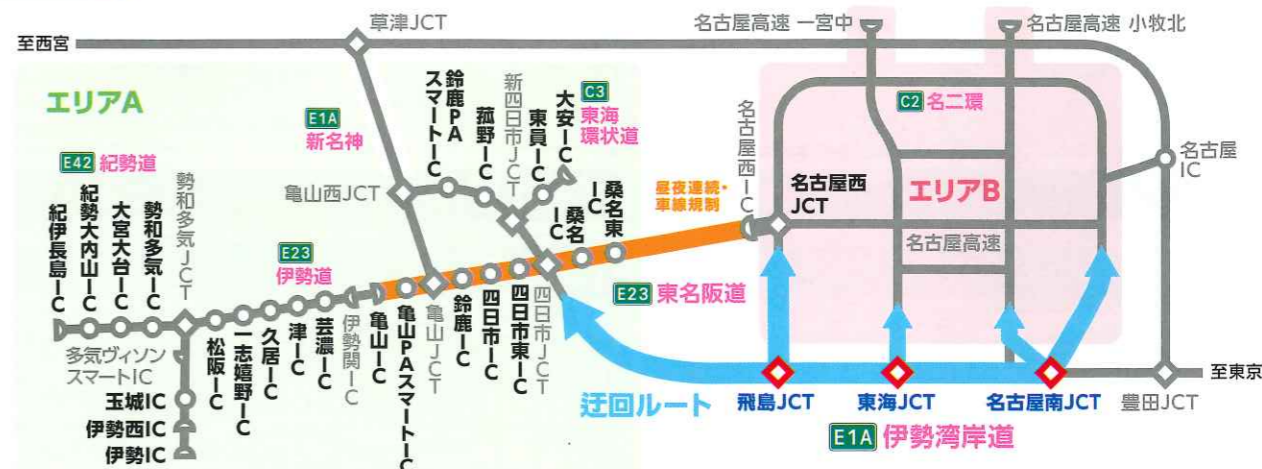 草津JCT
名古屋高速 一宮中
名古屋高速 小牧北
至西宮
エリアA
E1A
新名神
鈴鹿PA
スマートIC
菰野IC
新四日市JCT
東員IC
大安IC
C3
東海
環状道
名古屋西IC
C2 名二環
名古屋
IC
E42 紀勢道
紀伊長島IC
紀勢大内山IC
大宮大台IC
勢和多気IC
勢和多気JCT
亀山西JCT
桑名IC
桑名東IC
昼夜連続・
車線規制
名古屋西
JCT
エリアB
名古屋高速
E23
伊勢道
E23 東名阪道
多気ヴィソン
スマートIC
玉城IC
伊勢西IC
伊勢IC
松阪IC
一志嬉野IC
久居IC
津IC
芸濃IC
伊勢関IC
亀山IC
亀山PAスマートIC
亀山JCT
鈴鹿IC
四日市IC
四日市東IC
四日市JCT
迂回ルート
飛島JCT
東海JCT
名古屋南JCT
豊田JCT
至東京
E1A 伊勢湾岸道